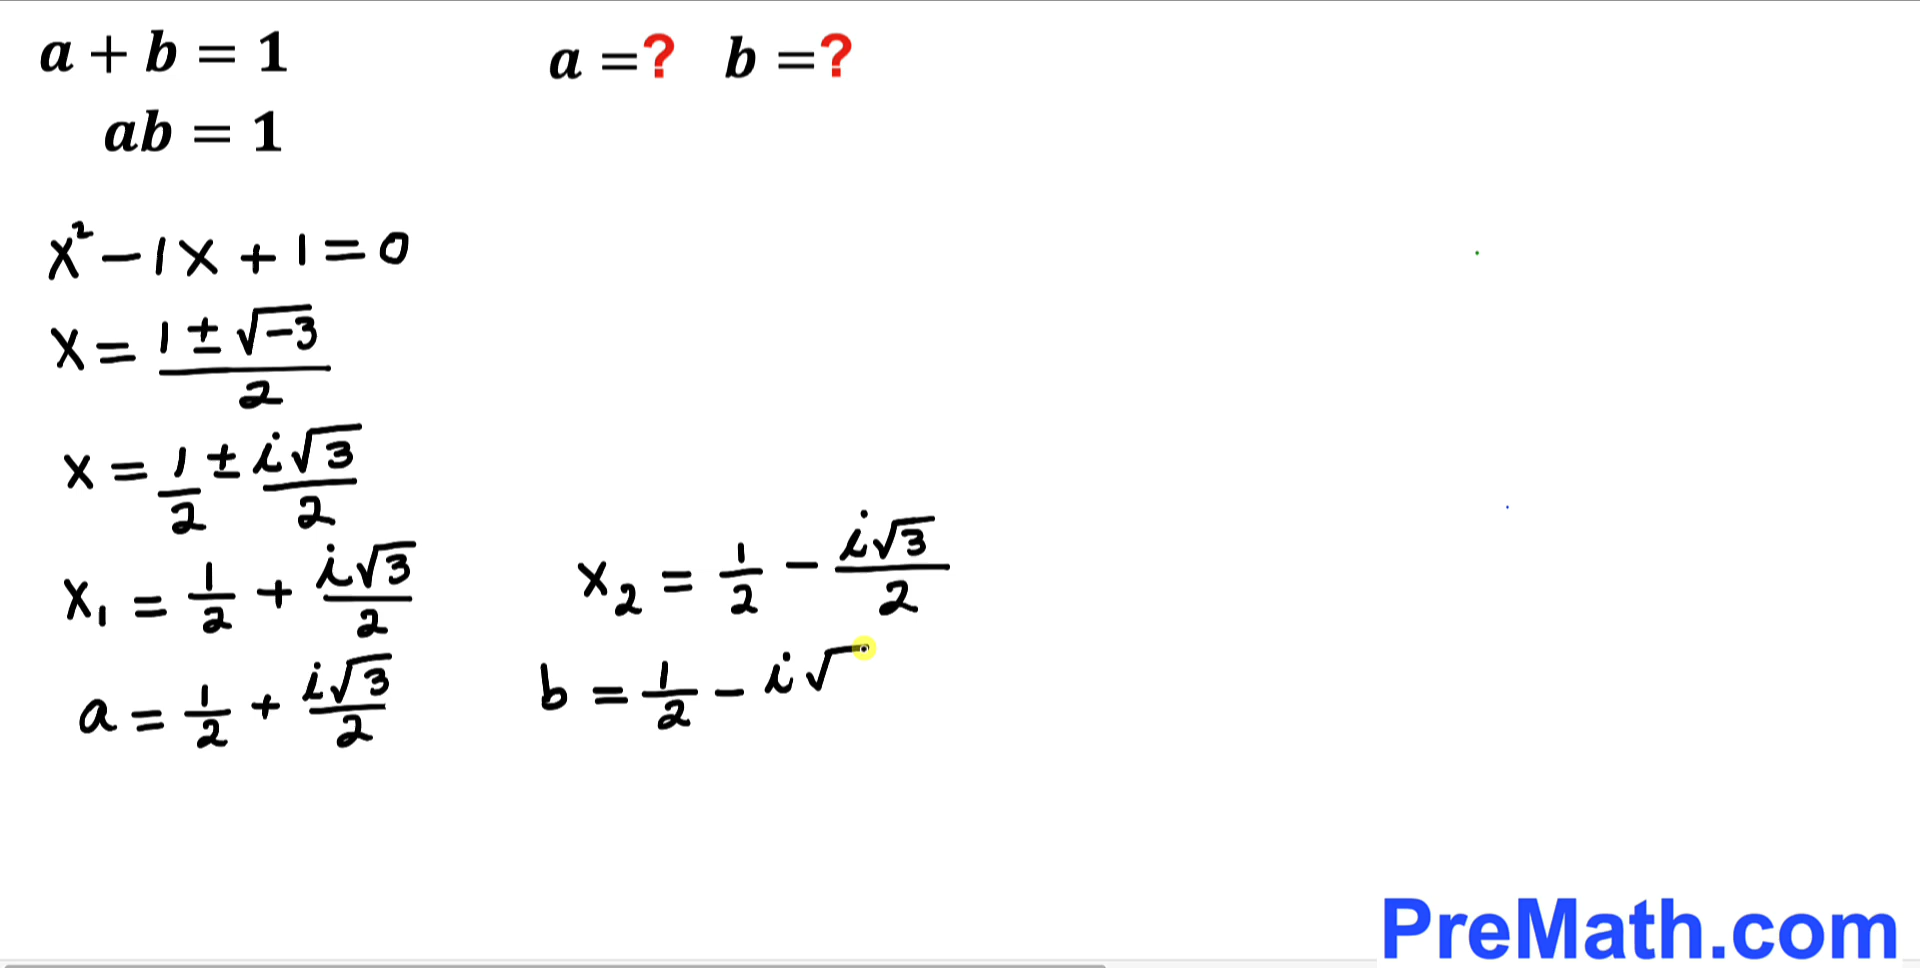 a + b = 1 a =? b =?
ab = 1
x² - 1x + 1 = 0
x = (1 ± √-3)/2
x = 1/2 ± i√3/2
x₁ = 1/2 + i√3/2 x₂ = 1/2 - i√3/2
a = 1/2 + i√3/2 b = 1/2 - i√
PreMath.com